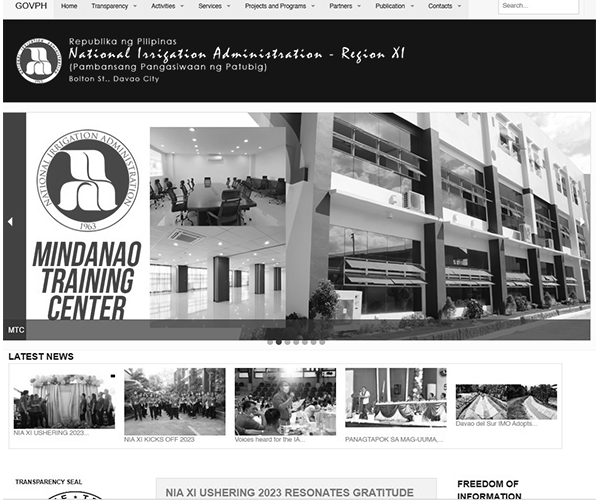 GOVPH Home Transparency Activities Services Projects and Programs Partners Publication Contacts Search...
Republika ng Pilipinas
National Irrigation Administration - Region XI
(Pambansang Pangasiwaan ng Patubig)
Bolton St., Davao City
NATIONAL IRRIGATION ADMINISTRATION
1963
MINDANAO
TRAINING
CENTER
MTC
LATEST NEWS
NIA XI USHERING 2023...
NIA XI KICKS OFF 2023
Voices heard for the IA...
PANAGTAPOK SA MAG-UUMA,...
Davao del Sur IMO Adopts...
TRANSPARENCY SEAL
NIA XI USHERING 2023 RESONATES GRATITUDE
FREEDOM OF
INFORMATION